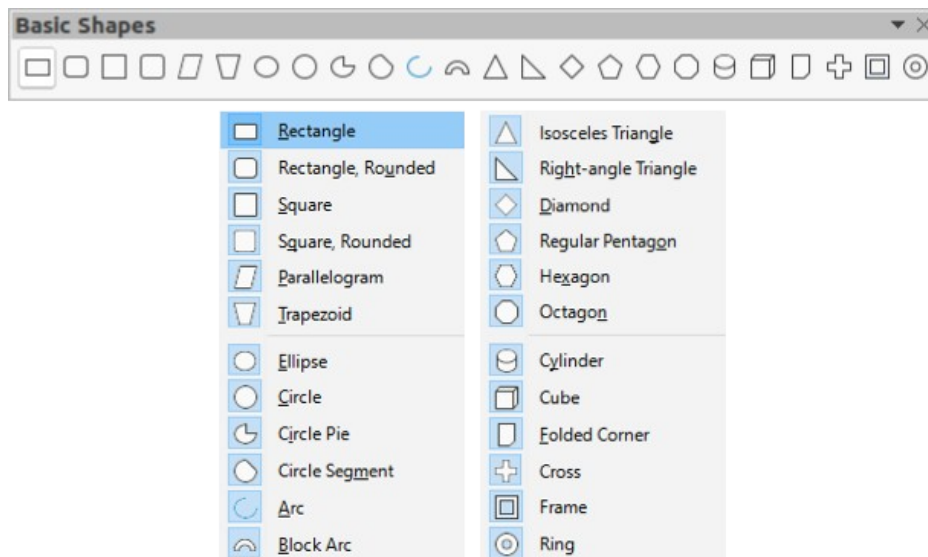 Basic Shapes
Rectangle
Rectangle, Rounded
Square
Square, Rounded
Parallelogram
Trapezoid
Ellipse
Circle
Circle Pie
Circle Segment
Arc
Block Arc
Isosceles Triangle
Right-angle Triangle
Diamond
Regular Pentagon
Hexagon
Octagon
Cylinder
Cube
Folded Corner
Cross
Frame
Ring